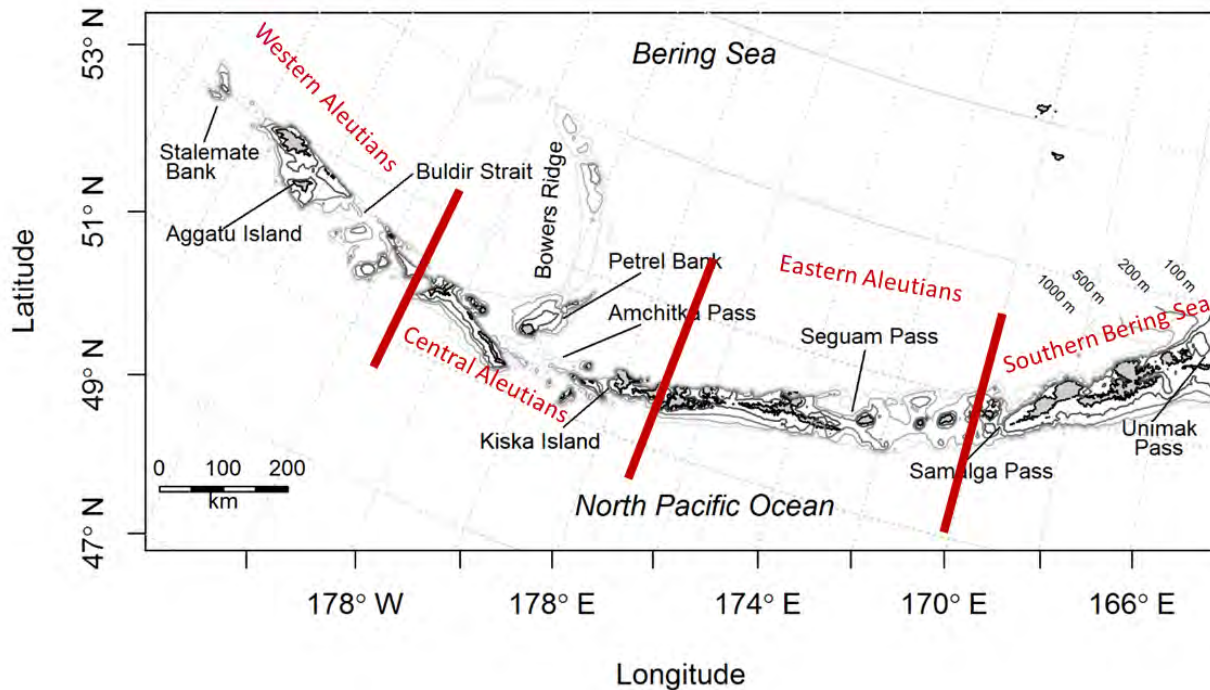 53° N
51° N
49° N
47° N
Latitude
Bering Sea
Western Aleutians
Stalemate
Bank
Buldir Strait
Aggatu Island
Bowers Ridge
Petrel Bank
Amchitka Pass
Eastern Aleutians
1000 m
500 m
200 m
100 m
Seguam Pass
Southern Bering Sea
Central Aleutians
Kiska Island
Unimak
Pass
Samalga Pass
North Pacific Ocean
0 100 200
km
178° W 178° E 174° E 170° E 166° E
Longitude